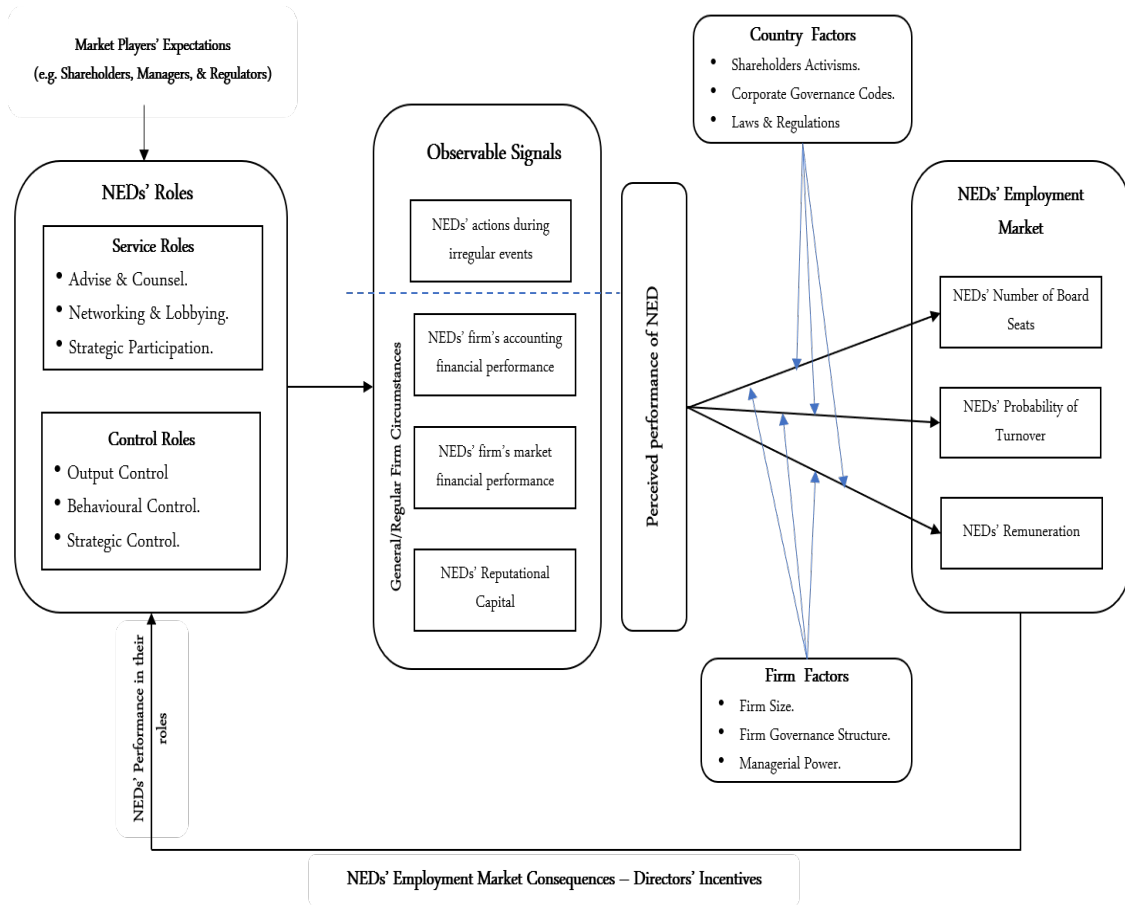 Market Players' Expectations
(e.g. Shareholders, Managers, & Regulators)
NEDs' Roles
Service Roles
• Advise & Counsel.
• Networking & Lobbying.
• Strategic Participation.
Control Roles
• Output Control
• Behavioural Control.
• Strategic Control.
NEDs' Performance in their
roles
Observable Signals
NEDs' actions during
irregular events
General/Regular Firm Circumstances
NEDs' firm's accounting
financial performance
NEDs' firm's market
financial performance
NEDs' Reputational
Capital
Perceived performance of NED
Country Factors
• Shareholders Activisms.
• Corporate Governance Codes.
• Laws & Regulations
Firm Factors
• Firm Size.
• Firm Governance Structure.
• Managerial Power.
NEDs' Employment
Market
NEDs' Number of Board
Seats
NEDs' Probability of
Turnover
NEDs' Remuneration
NEDs' Employment Market Consequences – Directors' Incentives